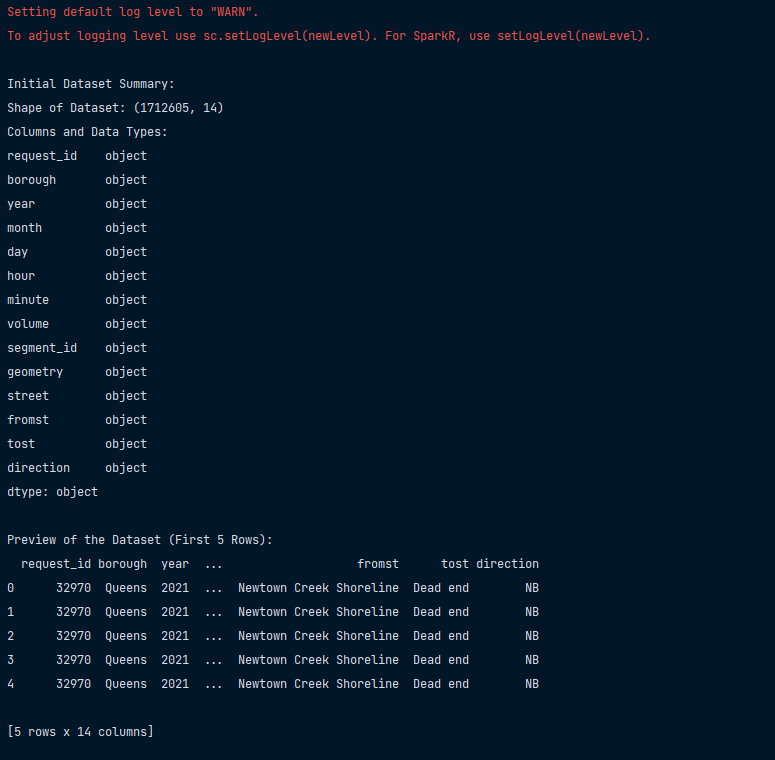 Setting default log level to "WARN".
To adjust logging level use sc.setLogLevel(newLevel). For SparkR, use setLogLevel(newLevel).
Initial Dataset Summary:
Shape of Dataset: (1712605, 14)
Columns and Data Types:
request_id    object
borough       object
year          object
month         object
day           object
hour          object
minute        object
volume        object
segment_id    object
geometry      object
street        object
fromst        object
tost          object
direction     object
dtype: object
Preview of the Dataset (First 5 Rows):
  request_id borough  year  ...                   fromst      tost direction
0      32970  Queens  2021  ...  Newtown Creek Shoreline  Dead end        NB
1      32970  Queens  2021  ...  Newtown Creek Shoreline  Dead end        NB
2      32970  Queens  2021  ...  Newtown Creek Shoreline  Dead end        NB
3      32970  Queens  2021  ...  Newtown Creek Shoreline  Dead end        NB
4      32970  Queens  2021  ...  Newtown Creek Shoreline  Dead end        NB
[5 rows x 14 columns]